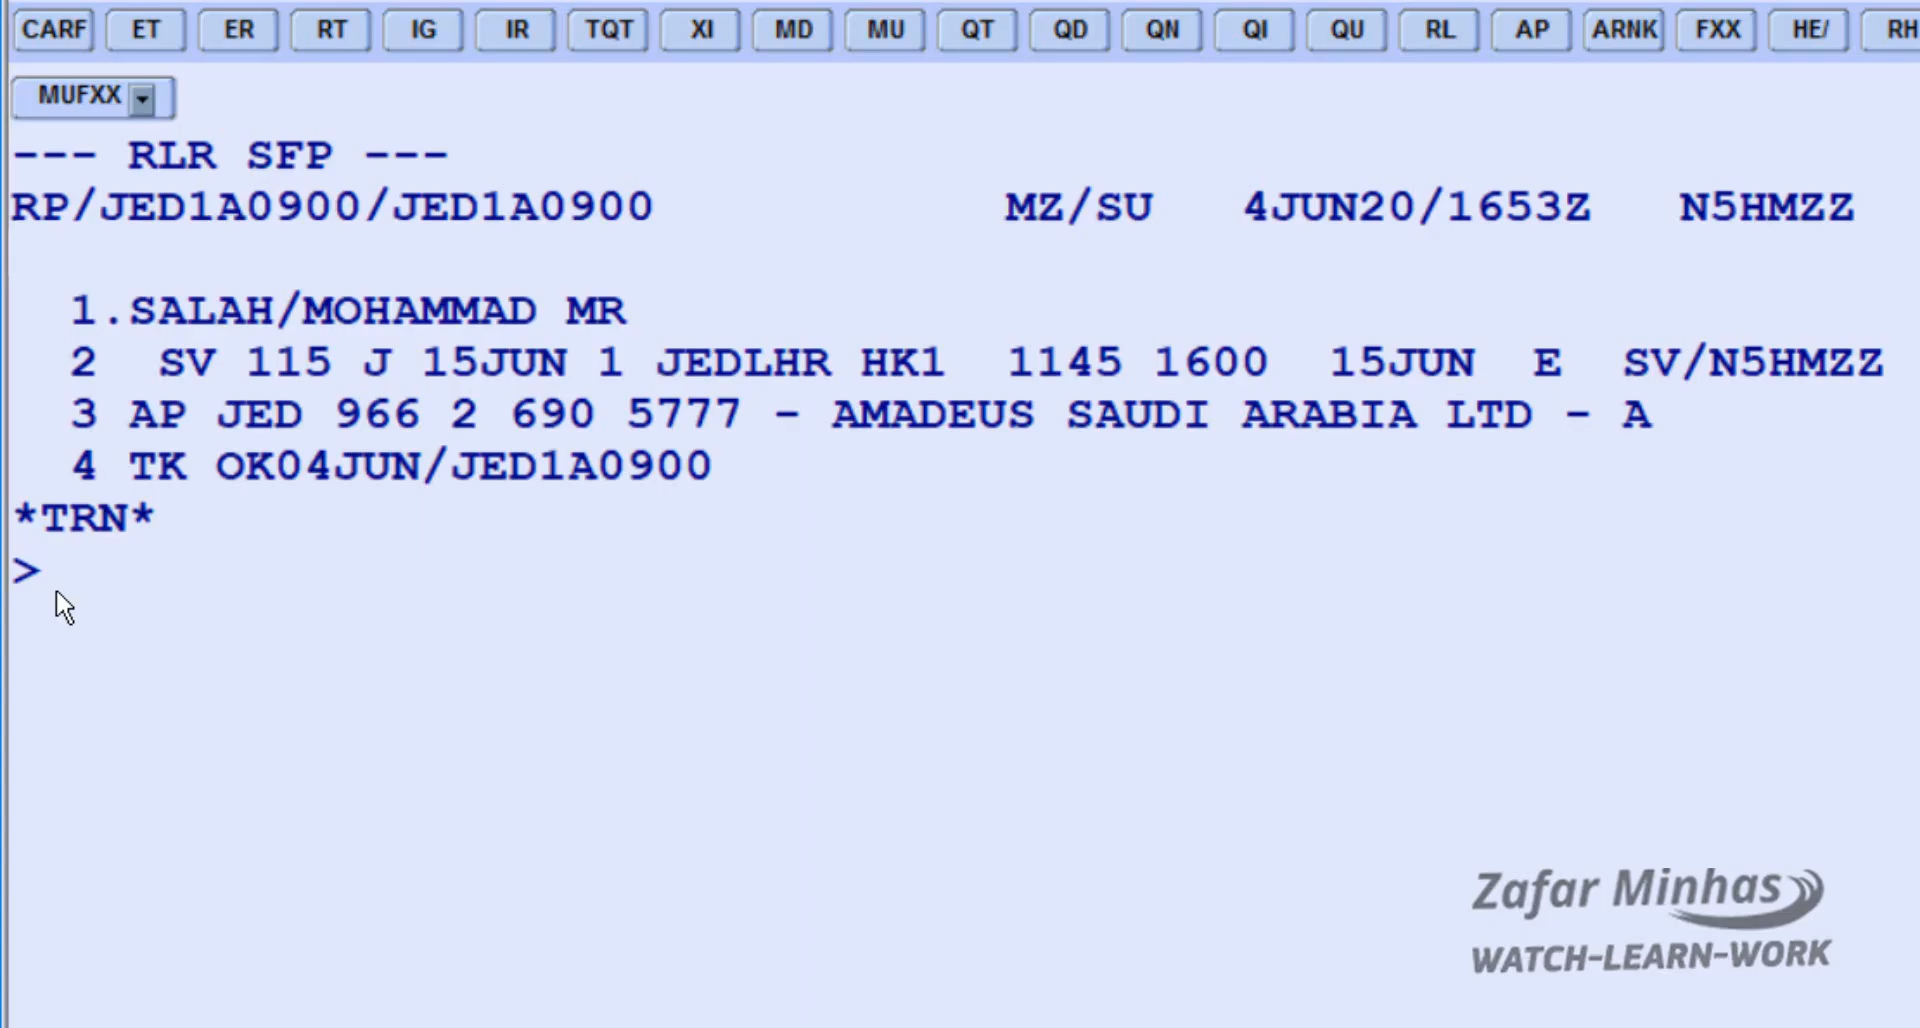 CARF ET ER RT IG IR TQT XI MD MU QT QD QN QI QU RL AP ARNK FXX HE/ RH
MUFXX
--- RLR SFP ---
RP/JED1A0900/JED1A0900 MZ/SU 4JUN20/1653Z N5HMZZ
1.SALAH/MOHAMMAD MR
2 SV 115 J 15JUN 1 JEDLHR HK1 1145 1600 15JUN E SV/N5HMZZ
3 AP JED 966 2 690 5777 - AMADEUS SAUDI ARABIA LTD - A
4 TK OK04JUN/JED1A0900
*TRN*
>
Zafar Minhas
WATCH-LEARN-WORK